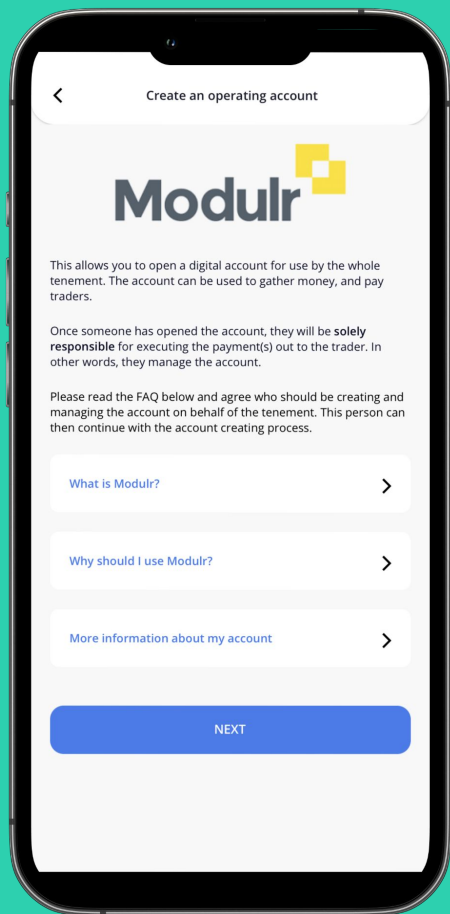 Create an operating account
Modulr
This allows you to open a digital account for use by the whole
tenement. The account can be used to gather money, and pay
traders.
Once someone has opened the account, they will be solely
responsible for executing the payment(s) out to the trader. In
other words, they manage the account.
Please read the FAQ below and agree who should be creating and
managing the account on behalf of the tenement. This person can
then continue with the account creating process.
What is Modulr?
Why should I use Modulr?
More information about my account
NEXT